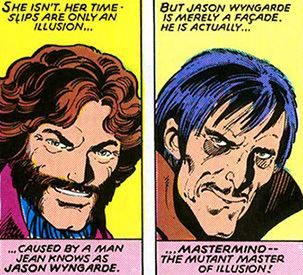 SHE ISN'T. HER TIME-
SLIPS ARE ONLY AN
ILLUSION...
...CAUSED BY A MAN
JEAN KNOWS AS
JASON WYNGARDE.
BUT JASON WYNGARDE
IS MERELY A FAÇADE.
HE IS ACTUALLY...
...MASTERMIND--
THE MUTANT MASTER
OF ILLUSION!